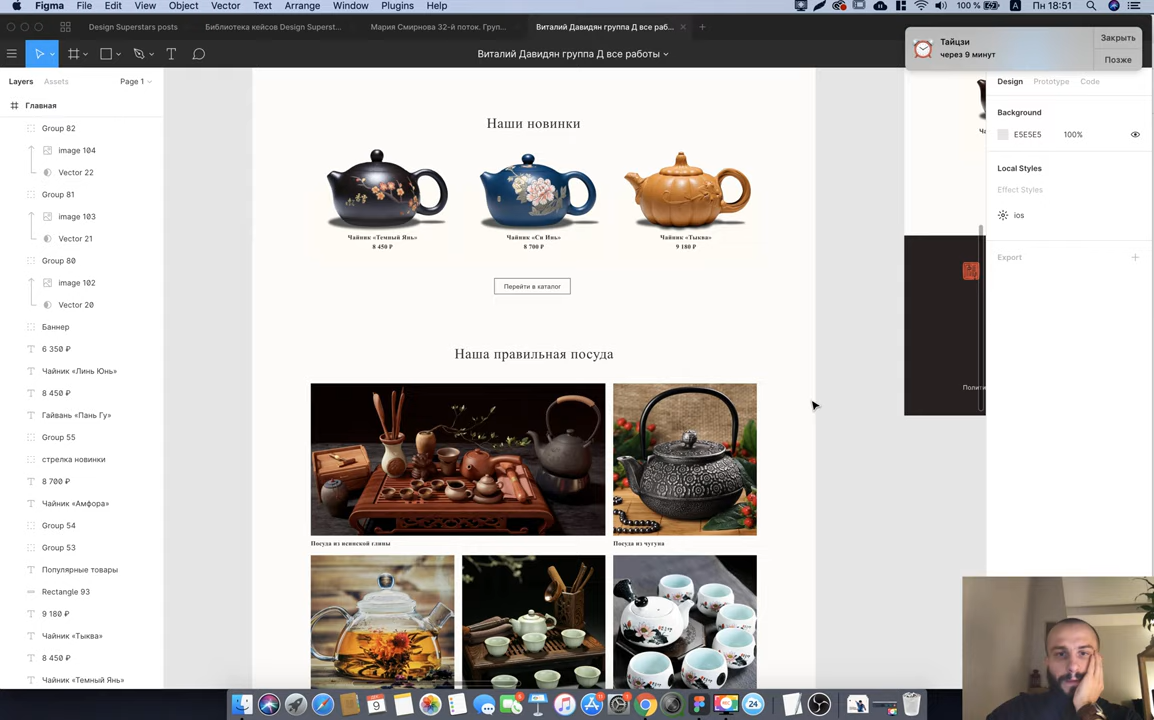 Figma File Edit View Object Vector Text Arrange Window Plugins Help
100 % A Пн 18:51
Design Superstars posts
Библиотека кейсов Design Superst...
Мария Смирнова 32-й поток. Груп...
Виталий Давидян группа Д все раб...
Виталий Давидян группа Д все работы
Тайцзи
через 9 минут
Закрыть
Позже
Layers Assets Page 1
Главная
Group 82
image 104
Vector 22
Group 81
image 103
Vector 21
Group 80
image 102
Vector 20
Баннер
6 350 ₽
Чайник «Линь Юнь»
8 450 ₽
Гайвань «Пань Гу»
Group 55
стрелка новинки
8 700 ₽
Чайник «Амфора»
Group 54
Group 53
Популярные товары
Rectangle 93
9 180 ₽
Чайник «Тыква»
8 450 ₽
Чайник «Темный Янь»
Наши новинки
Чайник «Темный Янь»
8 450 ₽
Чайник «Си Инь»
8 700 ₽
Чайник «Тыква»
9 180 ₽
Перейти в каталог
Наша правильная посуда
Посуда из исинской глины
Посуда из чугуна
Ча
Полити
Design Prototype Code
Background
E5E5E5 100%
Local Styles
Effect Styles
ios
Export
9
24